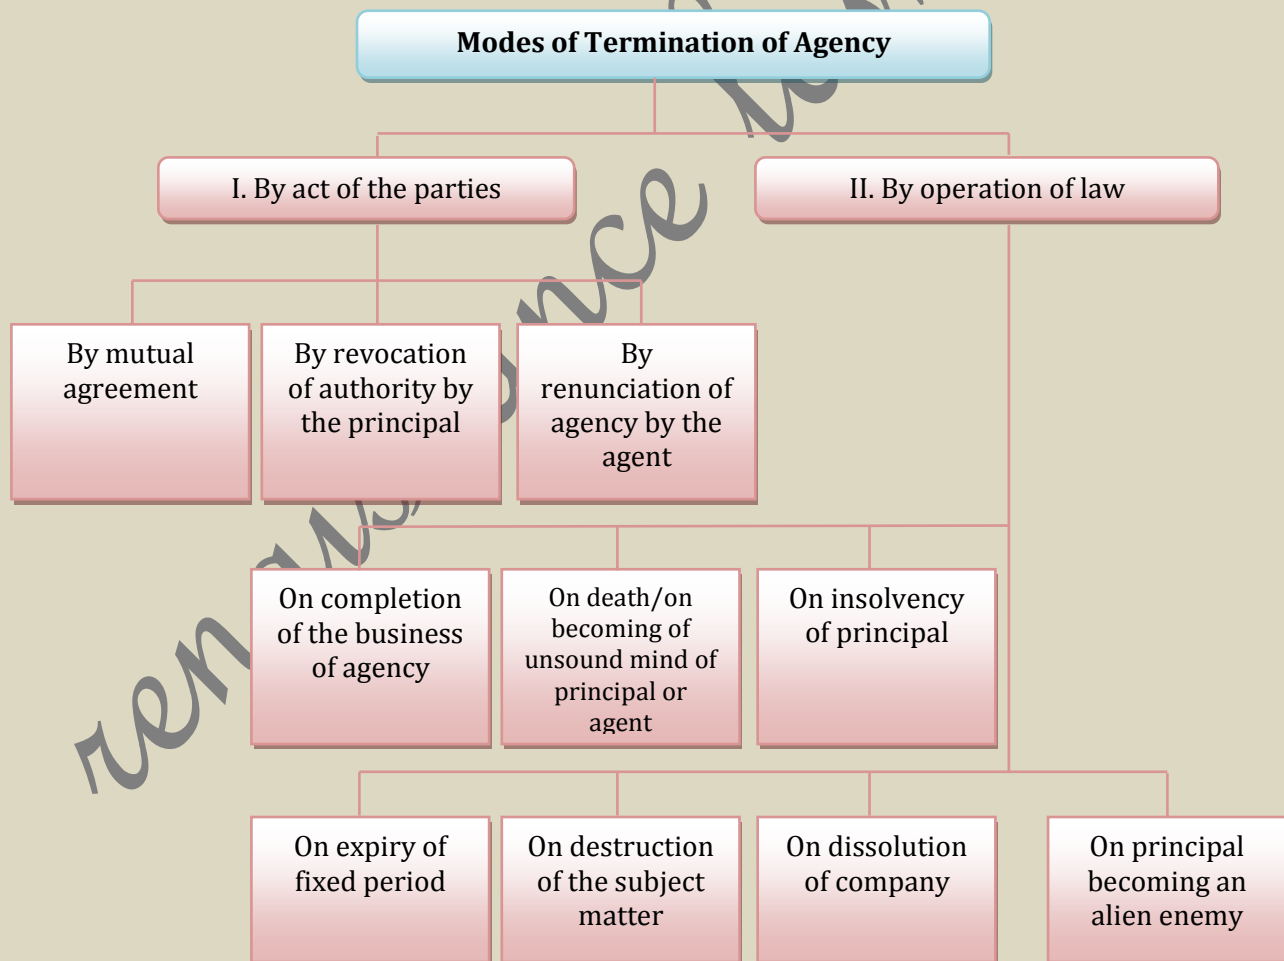 Modes of Termination of Agency
I. By act of the parties
II. By operation of law
By mutual
agreement
By revocation
of authority by
the principal
By
renunciation of
agency by the
agent
On completion
of the business
of agency
On death/on
becoming of
unsound mind of
principal or
agent
On insolvency
of principal
On expiry of
fixed period
On destruction
of the subject
matter
On dissolution
of company
On principal
becoming an
alien enemy